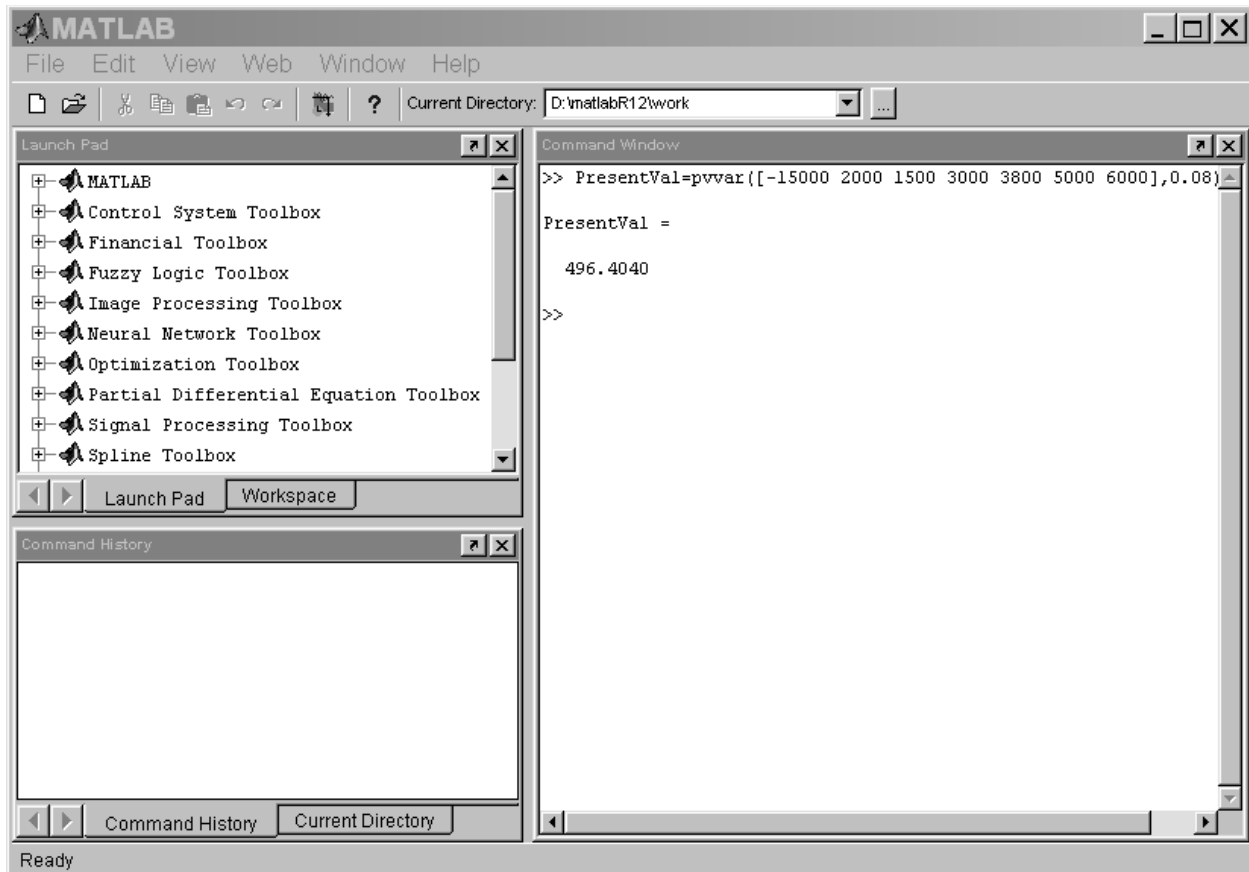 MATLAB
File Edit View Web Window Help
? Current Directory: D:\matlabR12\work ...
Launch Pad
MATLAB
Control System Toolbox
Financial Toolbox
Fuzzy Logic Toolbox
Image Processing Toolbox
Neural Network Toolbox
Optimization Toolbox
Partial Differential Equation Toolbox
Signal Processing Toolbox
Spline Toolbox
Launch Pad Workspace
Command History
Command History Current Directory
Command Window
>> PresentVal=pvvar([-15000 2000 1500 3000 3800 5000 6000],0.08)
PresentVal =
496.4040
>>
Ready